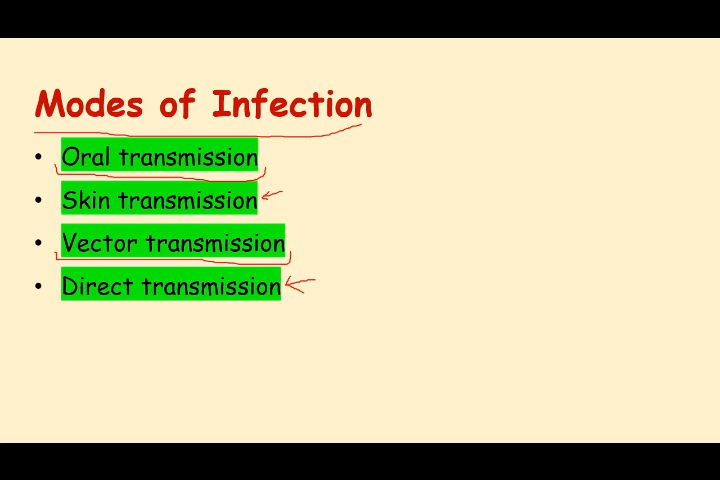 Modes of Infection
• Oral transmission
• Skin transmission
• Vector transmission
• Direct transmission